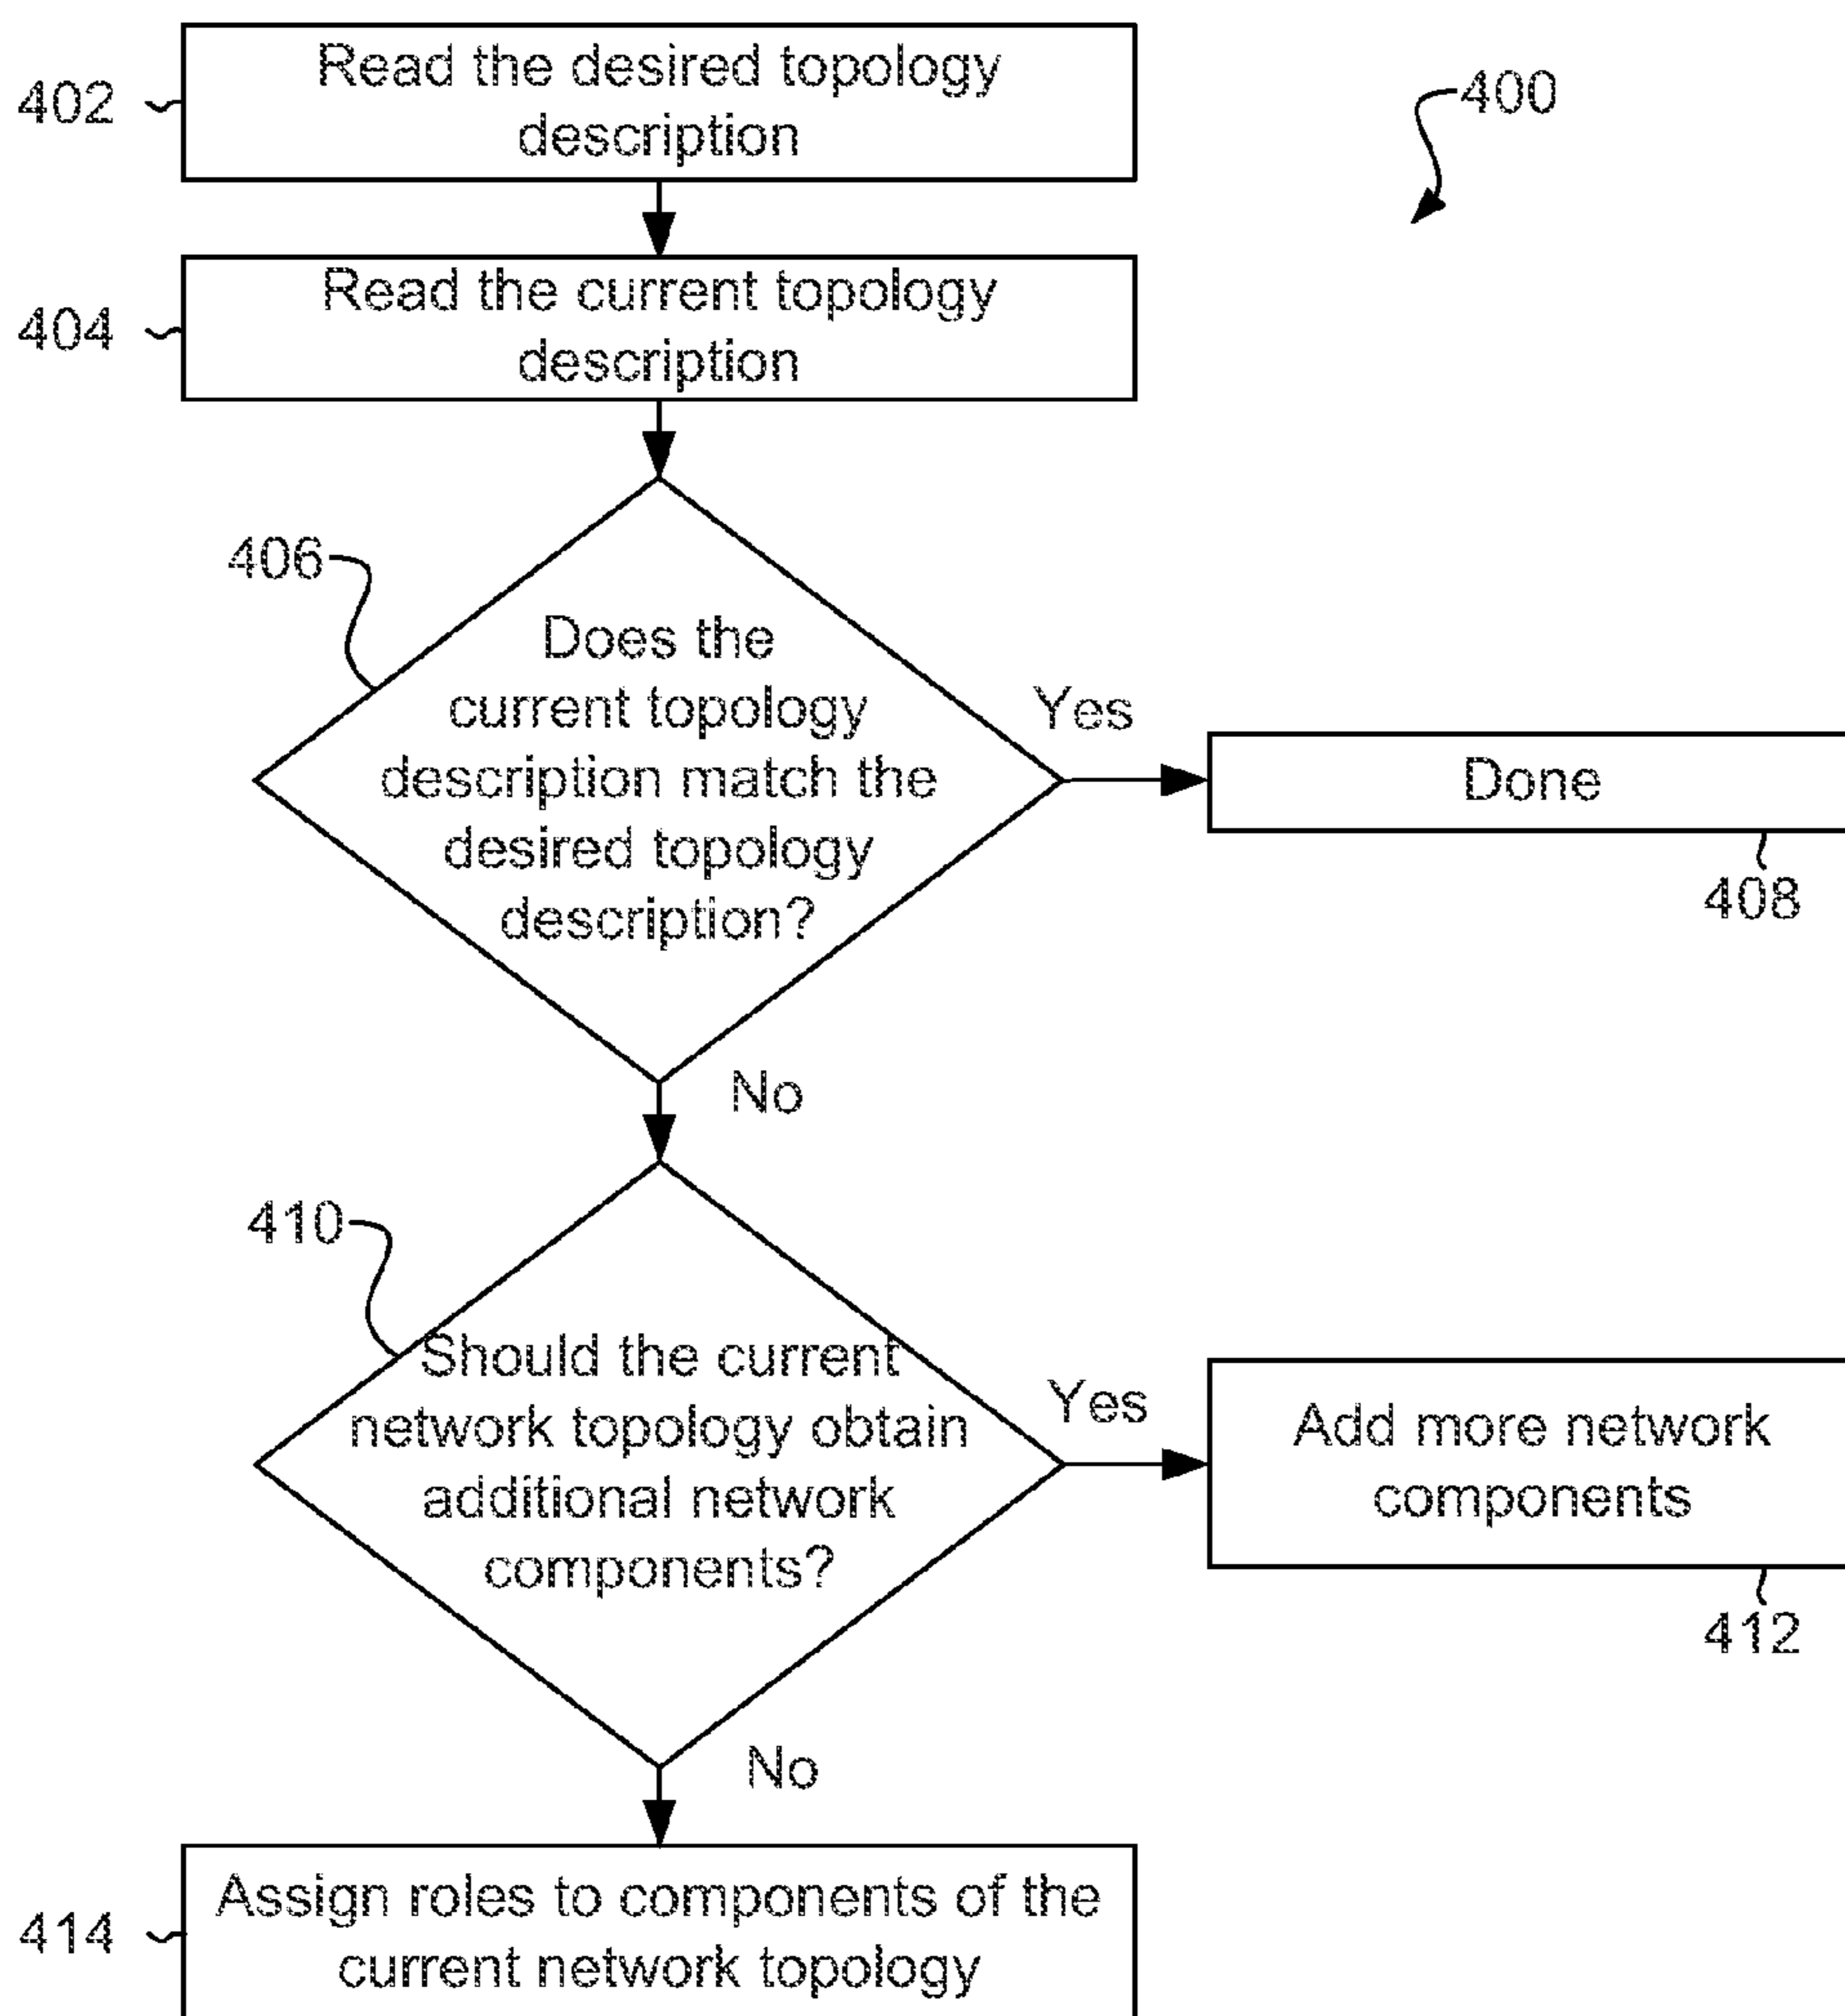 Read the desired topology
description
402
400
Read the current topology
description
404
406
Does the
current topology
description match the
desired topology
description?
Yes
Done
408
No
410
Should the current
network topology obtain
additional network
components?
Yes
Add more network
components
412
No
Assign roles to components of the
current network topology
414